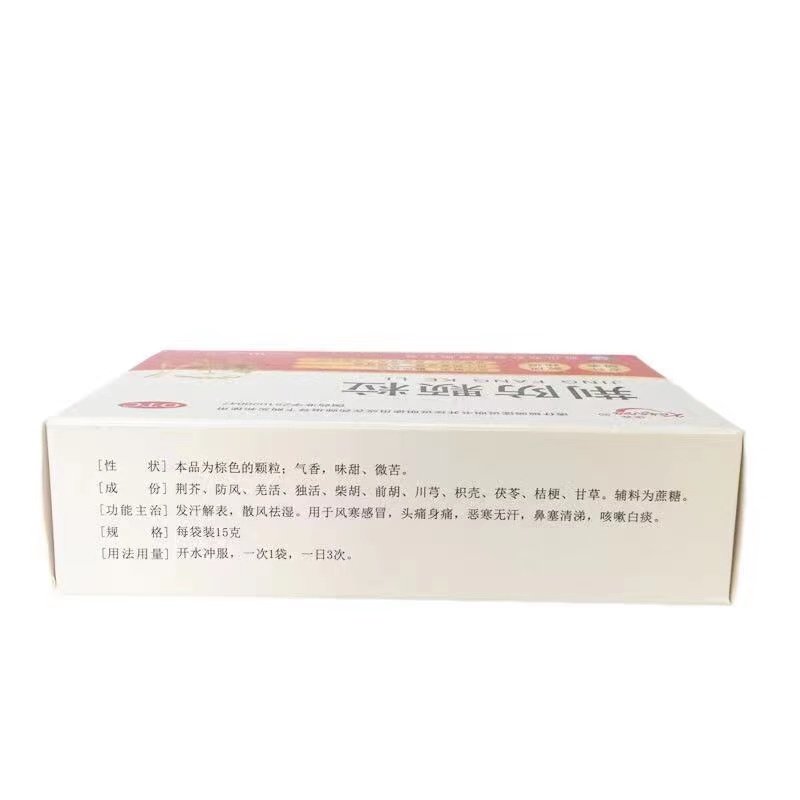 荆防颗粒
JING FANG KE LI
OTC
[性 状] 本品为棕色的颗粒；气香，味甜、微苦。
[成 份] 荆芥、防风、羌活、独活、柴胡、前胡、川芎、枳壳、茯苓、桔梗、甘草。辅料为蔗糖。
[功能主治] 发汗解表，散风祛湿。用于风寒感冒，头痛身痛，恶寒无汗，鼻塞清涕，咳嗽白痰。
[规 格] 每袋装15克
[用法用量] 开水冲服，一次1袋，一日3次。